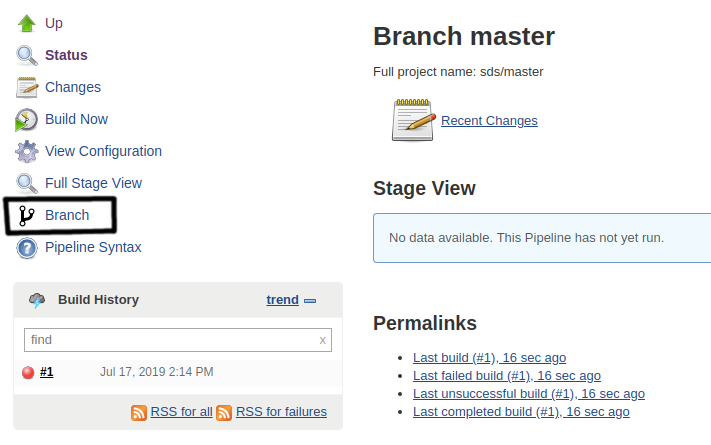 Up
Status
Changes
Build Now
View Configuration
Full Stage View
Branch
Pipeline Syntax
Build History
trend
find
x
#1
Jul 17, 2019 2:14 PM
RSS for all
RSS for failures
Branch master
Full project name: sds/master
Recent Changes
Stage View
No data available. This Pipeline has not yet run.
Permalinks
Last build (#1), 16 sec ago
Last failed build (#1), 16 sec ago
Last unsuccessful build (#1), 16 sec ago
Last completed build (#1), 16 sec ago